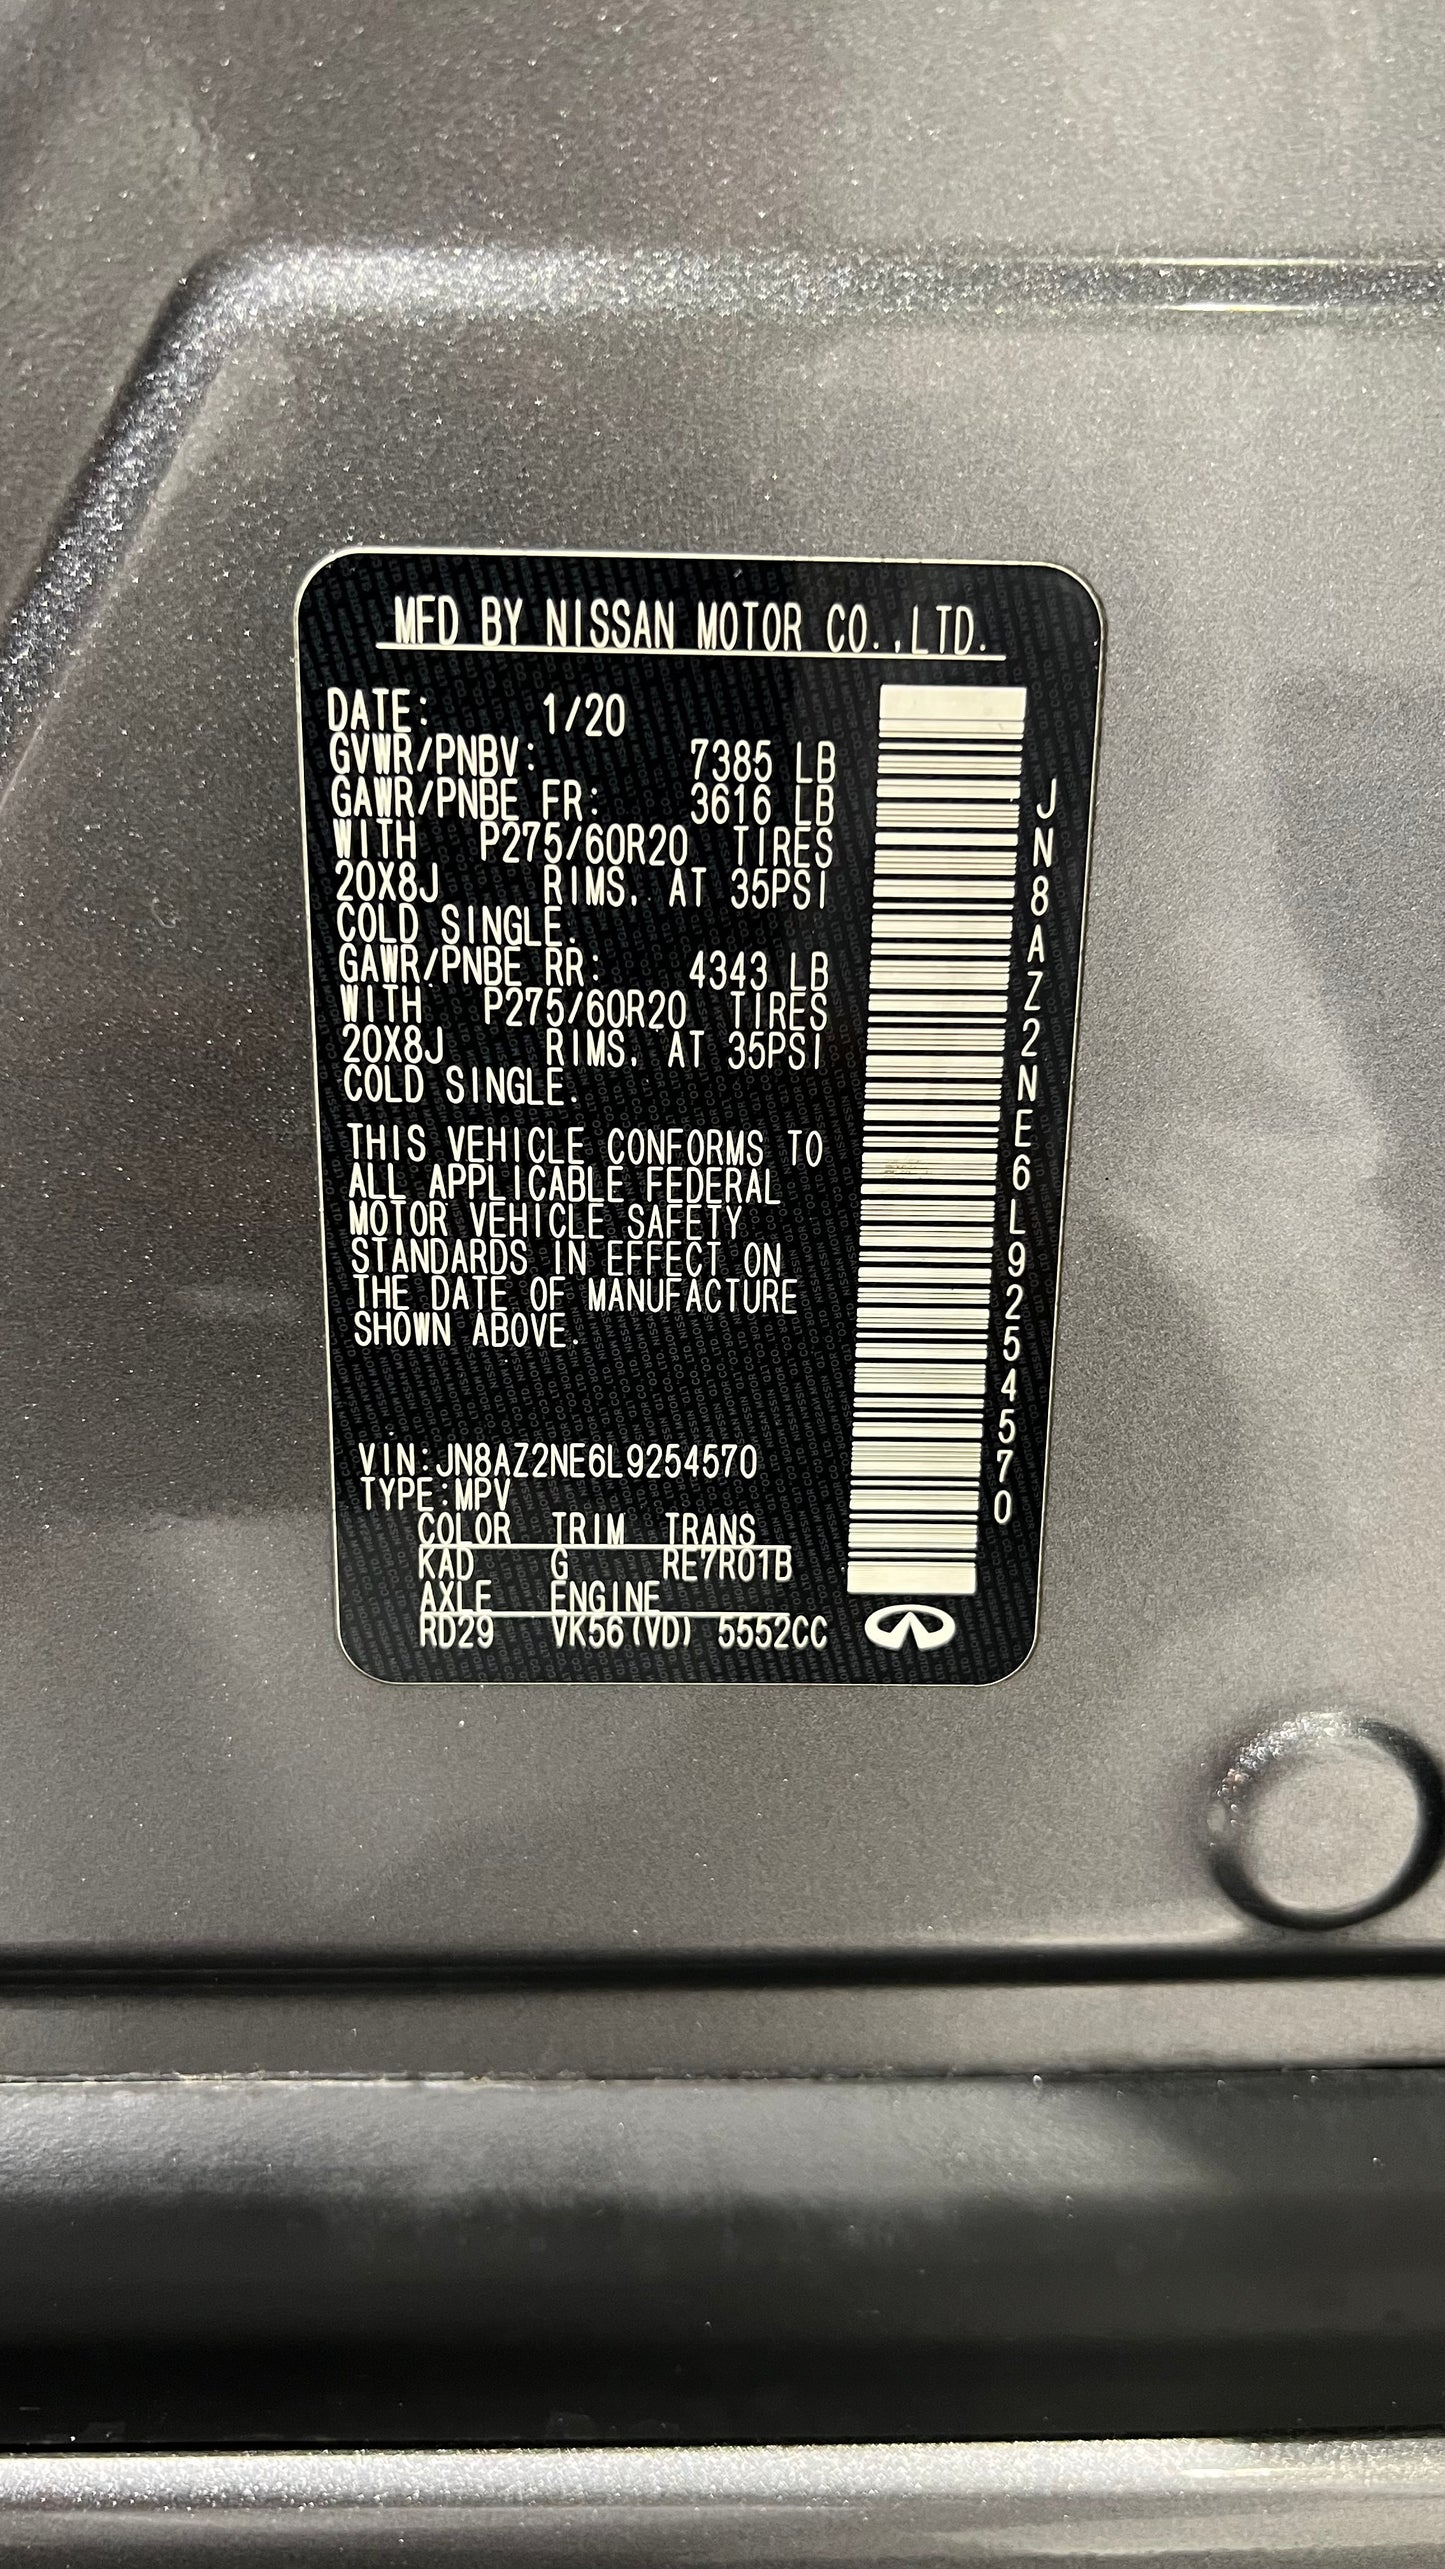 MFD BY NISSAN MOTOR CO.,LTD.
DATE: 1/20
GVWR/PNBV: 7385 LB
GAWR/PNBE FR: 3616 LB
WITH P275/60R20 TIRES
20X8J RIMS, AT 35PSI
COLD SINGLE.
GAWR/PNBE RR: 4343 LB
WITH P275/60R20 TIRES
20X8J RIMS, AT 35PSI
COLD SINGLE.
THIS VEHICLE CONFORMS TO
ALL APPLICABLE FEDERAL
MOTOR VEHICLE SAFETY
STANDARDS IN EFFECT ON
THE DATE OF MANUFACTURE
SHOWN ABOVE.
VIN:JN8AZ2NE6L9254570
TYPE:MPV
COLOR TRIM TRANS
KAD G RE7R01B
AXLE ENGINE
RD29 VK56(VD) 5552CC
JN8AZ2NE6L9254570